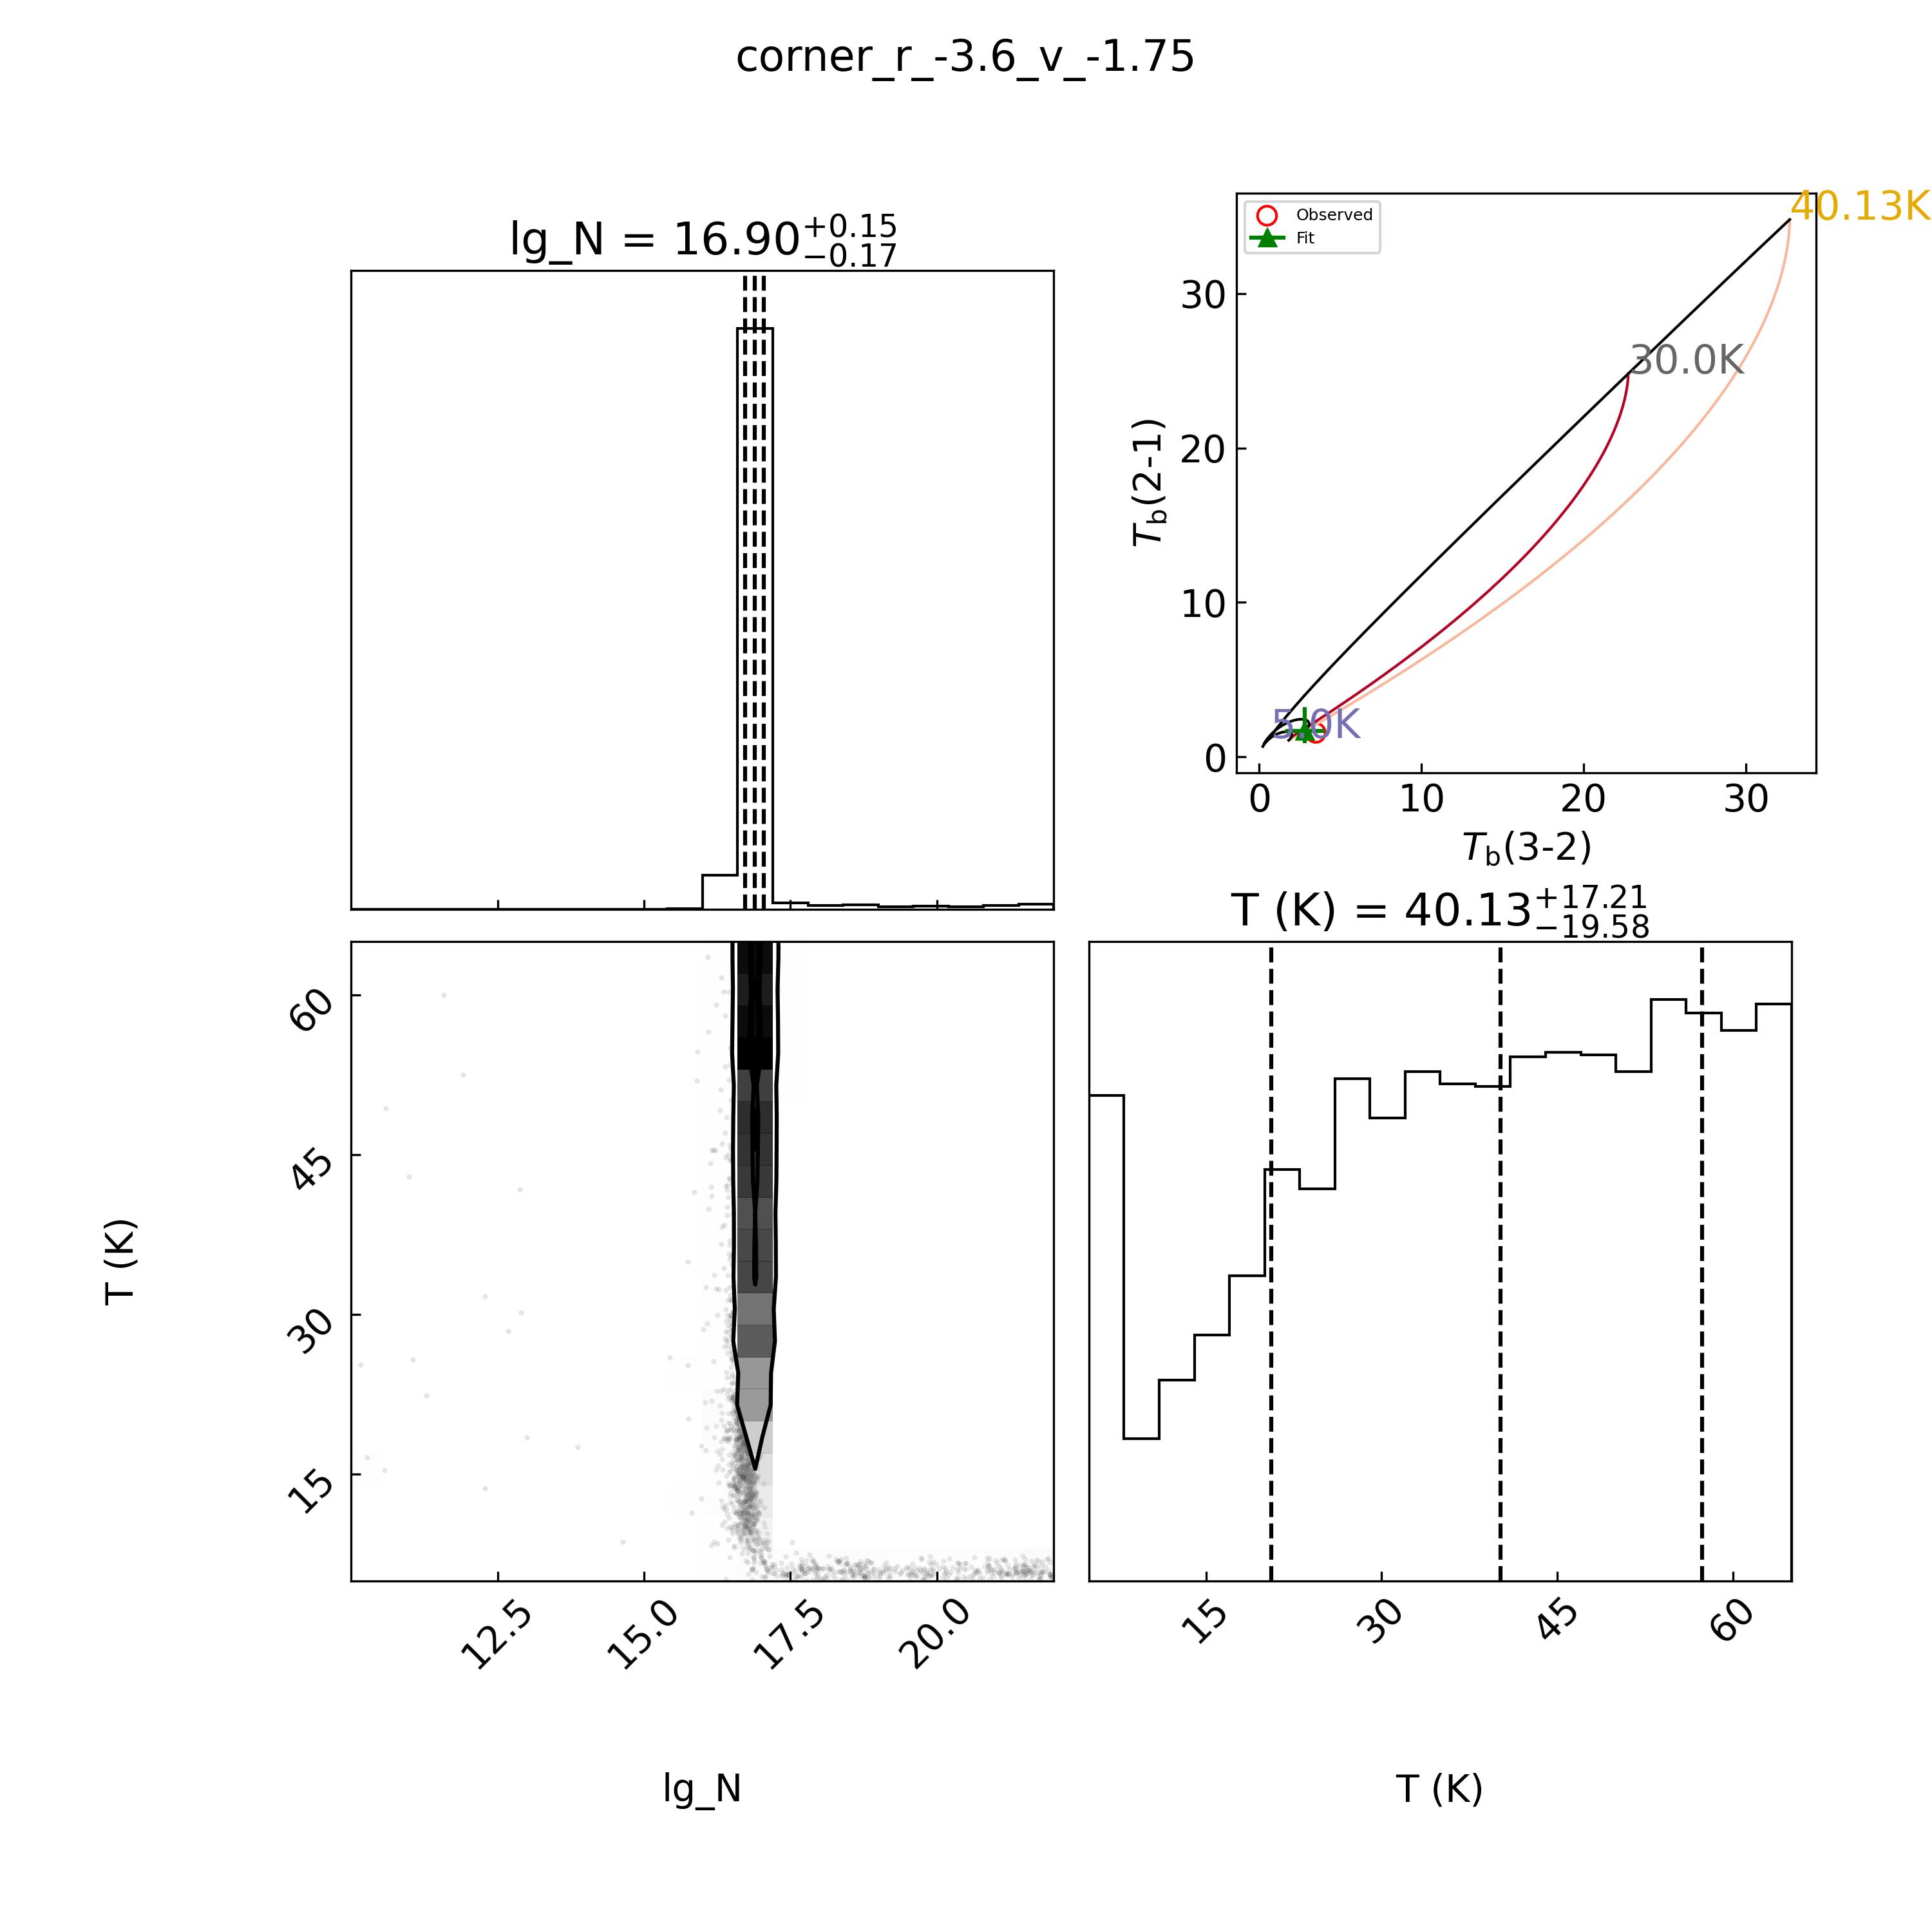 corner_r_-3.6_v_-1.75
lg_N = 16.90+0.15−0.17
40.13K
Observed
Fit
30
30.0K
20
10
5.0K
0
Tb(2-1)
0 10 20 30
Tb(3-2)
T (K) = 40.13+17.21−19.58
60
45
30
15
T (K)
12.5 15.0 17.5 20.0
15 30 45 60
lg_N
T (K)